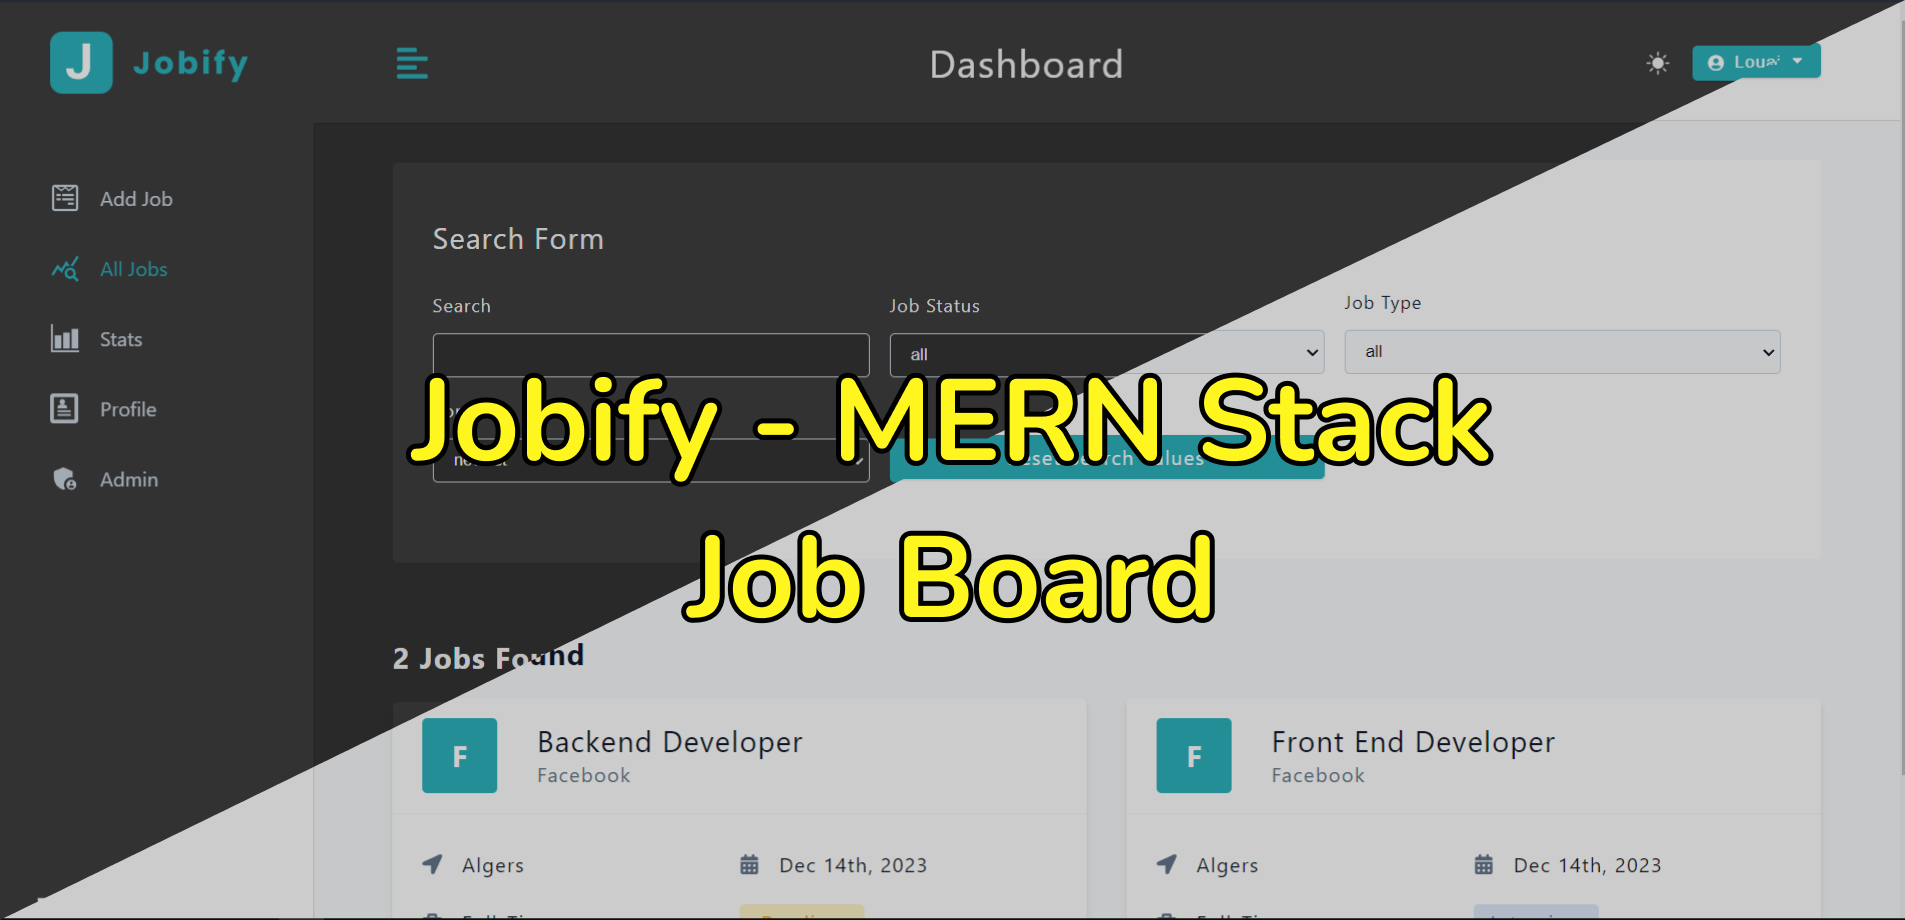 J Jobify
Dashboard
Add Job
All Jobs
Stats
Profile
Admin
Search Form
Search
Job Status
Job Type
all
all
Jobify - MERN Stack
Job Board
2 Jobs Found
F
Backend Developer
Facebook
Algers
Dec 14th, 2023
F
Front End Developer
Facebook
Algers
Dec 14th, 2023